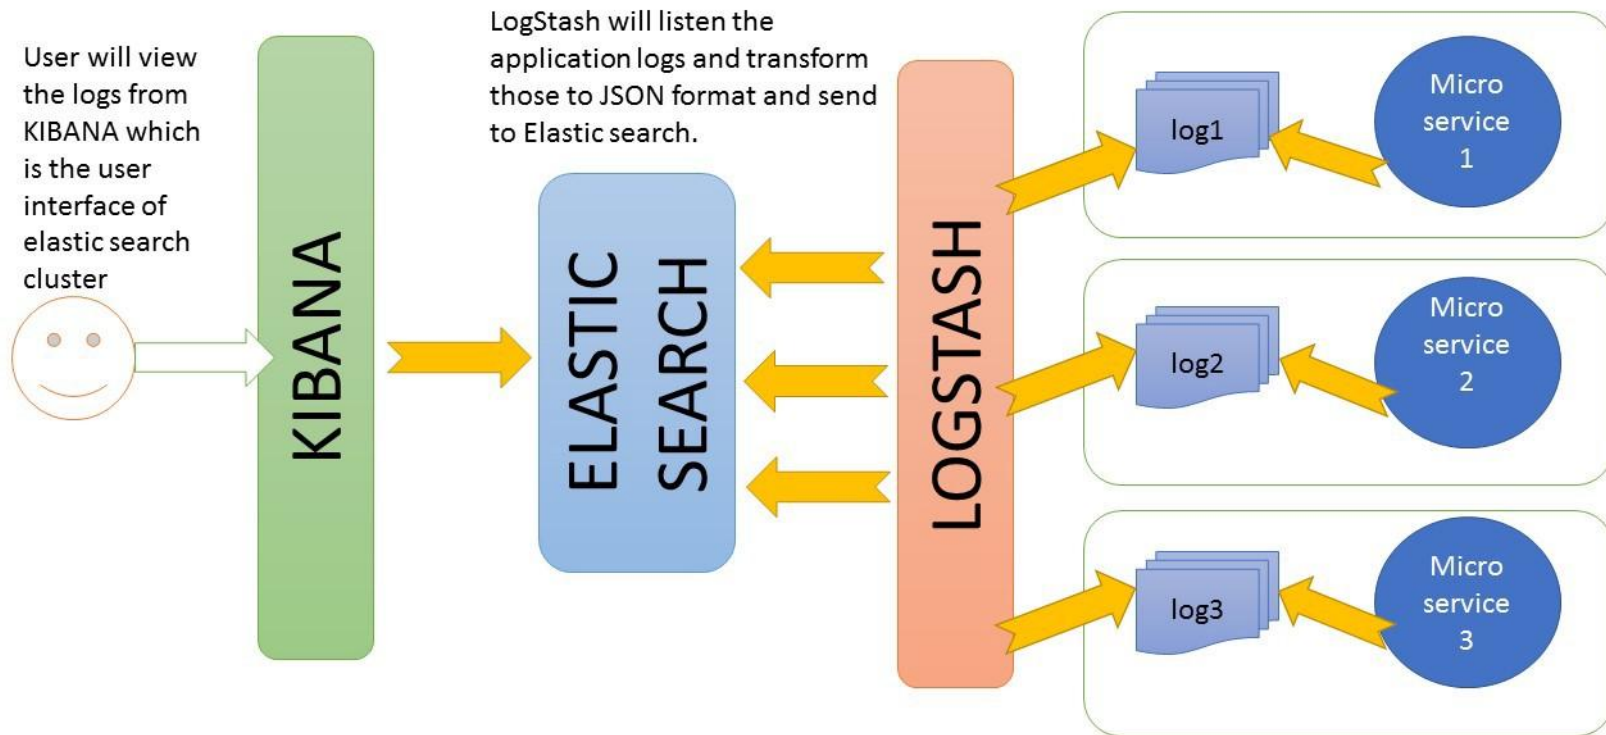 User will view
the logs from
KIBANA which
is the user
interface of
elastic search
cluster
KIBANA
LogStash will listen the
application logs and transform
those to JSON format and send
to Elastic search.
ELASTIC
SEARCH
LOGSTASH
log1
Micro
service
1
log2
Micro
service
2
log3
Micro
service
3